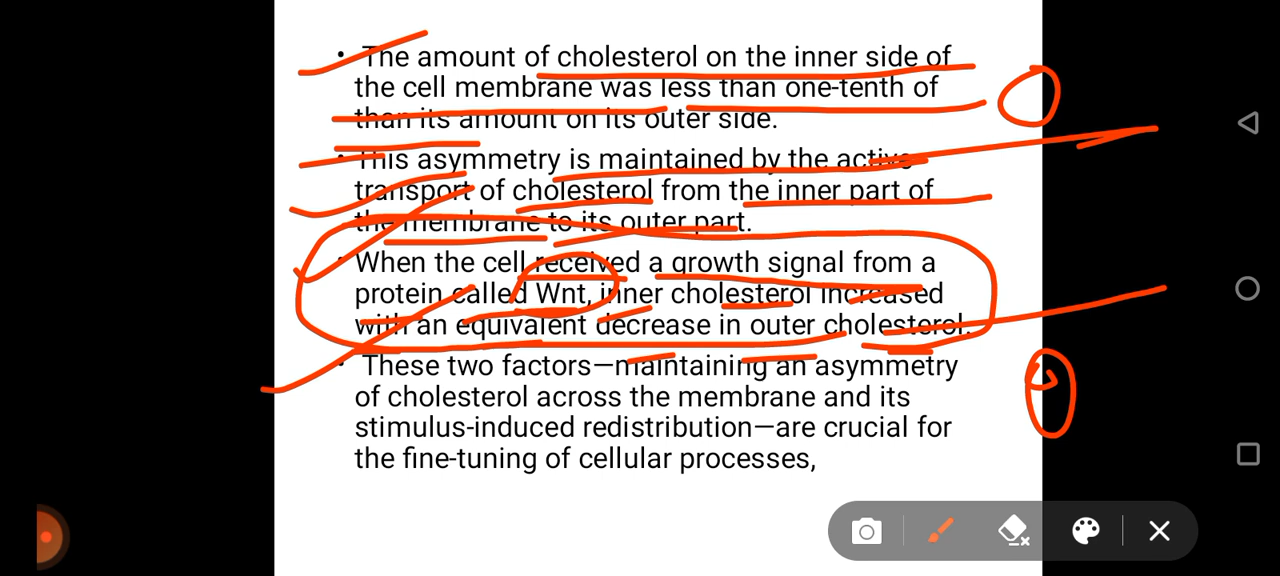 • The amount of cholesterol on the inner side of
the cell membrane was less than one-tenth of
than its amount on its outer side.
• This asymmetry is maintained by the active
transport of cholesterol from the inner part of
the membrane to its outer part.
• When the cell received a growth signal from a
protein called Wnt, inner cholesterol increased
with an equivalent decrease in outer cholesterol.
• These two factors—maintaining an asymmetry
of cholesterol across the membrane and its
stimulus-induced redistribution—are crucial for
the fine-tuning of cellular processes,